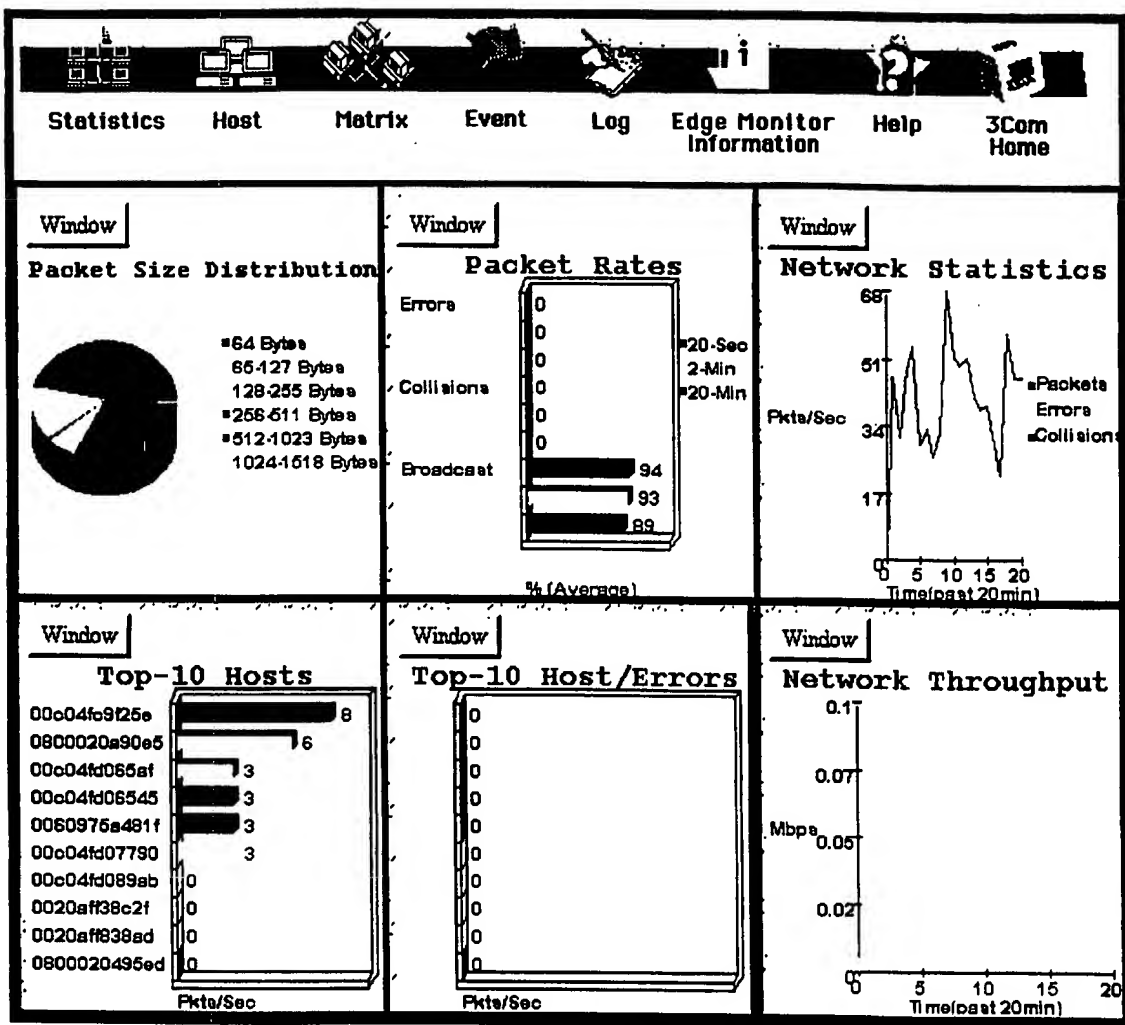 Statistics Host Matrix Event Log Edge Monitor Information Help 3Com Home
Window
Packet Size Distribution
64 Bytes
65-127 Bytes
128-255 Bytes
256-511 Bytes
512-1023 Bytes
1024-1518 Bytes
Window
Packet Rates
Errors
0
0
0
Collisions
0
0
0
Broadcast
94
93
89
20-Sec
2-Min
20-Min
% (Average)
Window
Network Statistics
68
51
Pkts/Sec
34
17
0
0 5 10 15 20
Time(past 20min)
Packets
Errors
Collisions
Window
Top-10 Hosts
00c04fc9f25e 8
0800020a90e5 6
00c04fd065af 3
00c04fd06545 3
0060975a481f 3
00c04fd07790 3
00c04fd089ab 0
0020aff38c2f 0
0020aff838ad 0
0800020495ed 0
Pkts/Sec
Window
Top-10 Host/Errors
0
0
0
0
0
0
0
0
0
0
Pkts/Sec
Window
Network Throughput
0.1
0.07
Mbps
0.05
0.02
0
0 5 10 15 20
Time(past 20min)